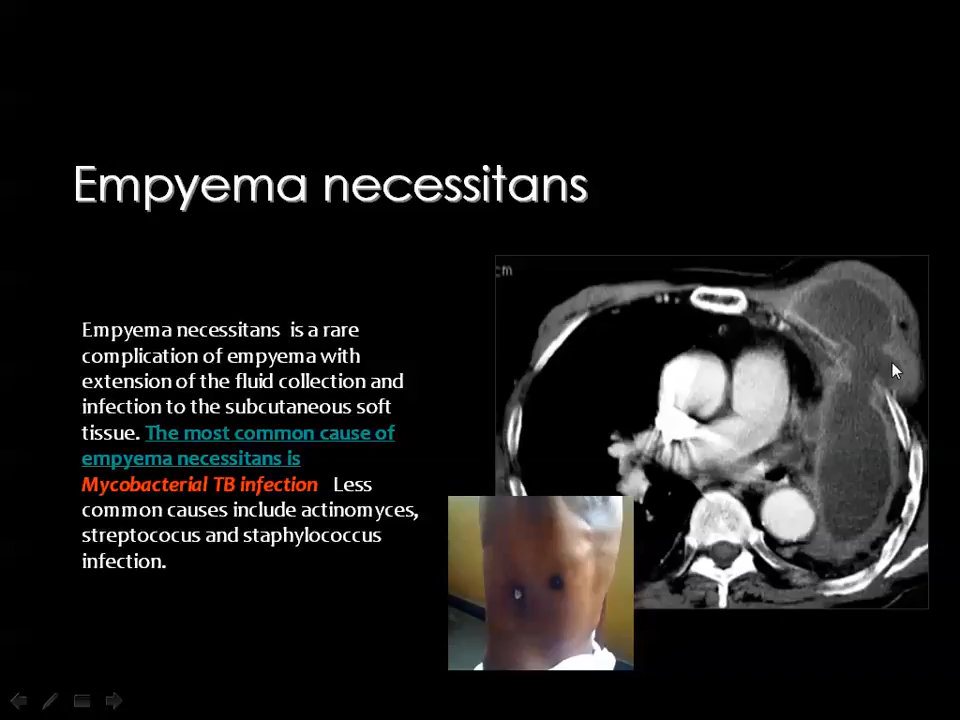 Empyema necessitans
cm
Empyema necessitans is a rare
complication of empyema with
extension of the fluid collection and
infection to the subcutaneous soft
tissue. The most common cause of
empyema necessitans is
Mycobacterial TB infection Less
common causes include actinomyces,
streptococus and staphylococcus
infection.